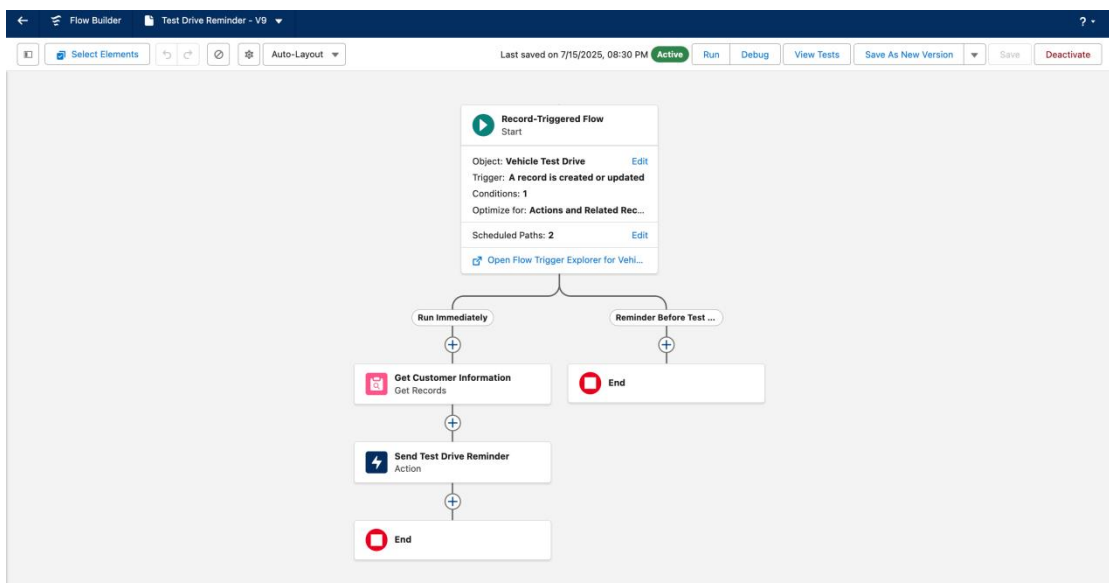 Flow Builder
Test Drive Reminder - V9
?
Select Elements
Auto-Layout
Last saved on 7/15/2025, 08:30 PM
Active
Run
Debug
View Tests
Save As New Version
Save
Deactivate
Record-Triggered Flow
Start
Object: Vehicle Test Drive
Edit
Trigger: A record is created or updated
Conditions: 1
Optimize for: Actions and Related Rec...
Scheduled Paths: 2
Edit
Open Flow Trigger Explorer for Vehi...
Run Immediately
Reminder Before Test ...
Get Customer Information
Get Records
End
Send Test Drive Reminder
Action
End